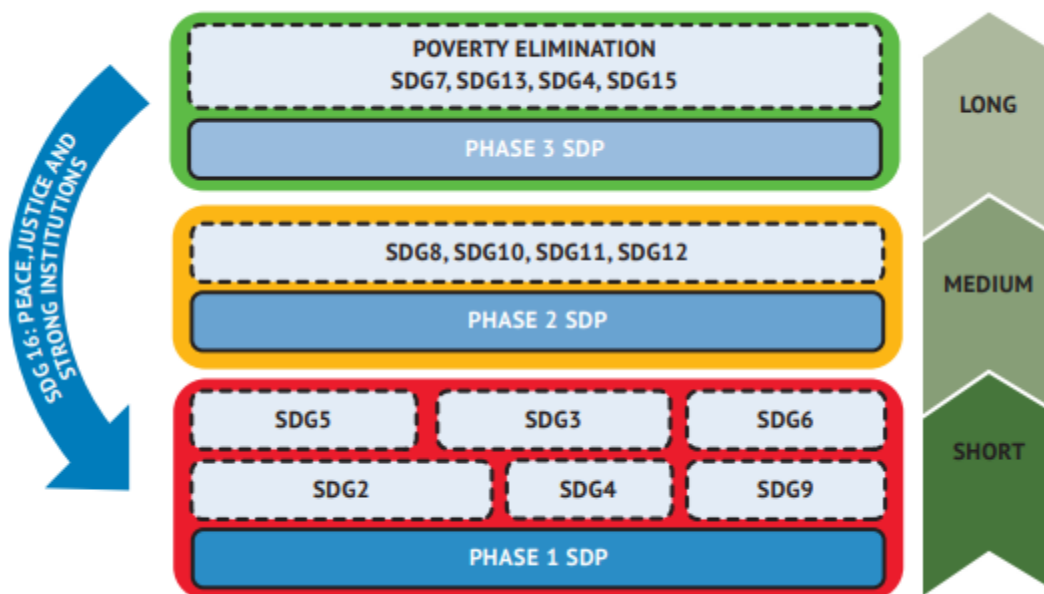 POVERTY ELIMINATION
SDG7, SDG13, SDG4, SDG15
PHASE 3 SDP
LONG
SDG 16: PEACE, JUSTICE AND
STRONG INSTITUTIONS
SDG8, SDG10, SDG11, SDG12
PHASE 2 SDP
MEDIUM
SDG5
SDG3
SDG6
SHORT
SDG2
SDG4
SDG9
PHASE 1 SDP